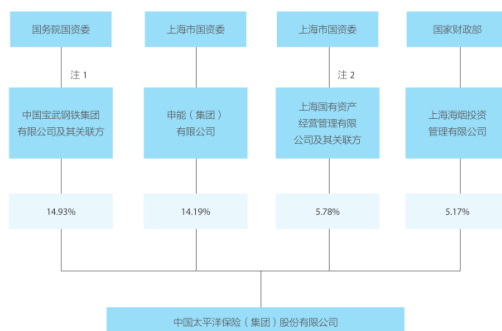 国务院国资委
上海市国资委
上海市国资委
国家财政部
注 1
注 2
中国宝武钢铁集团
有限公司及其关联方
申能（集团）
有限公司
上海国有资产
经营管理有限
公司及其关联方
上海海烟投资
管理有限公司
14.93%
14.19%
5.78%
5.17%
中国太平洋保险（集团）股份有限公司